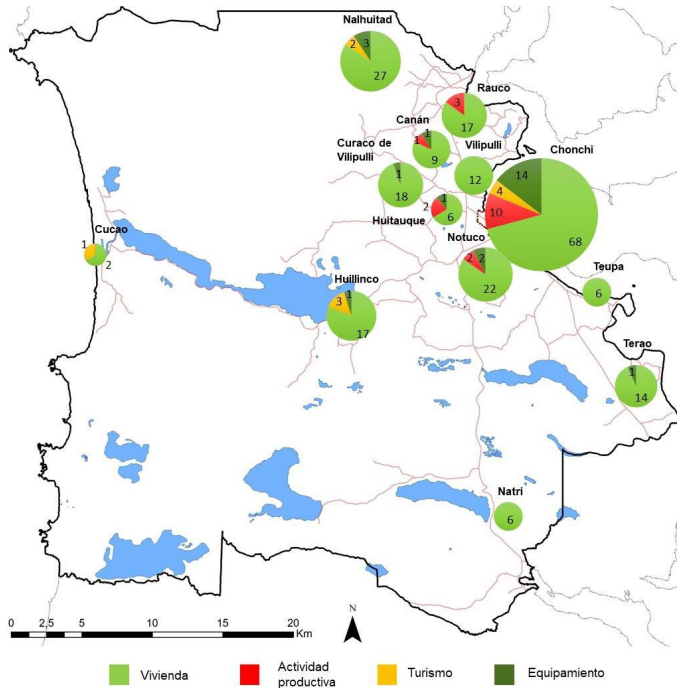 Nalhuitad
2
3
27
Rauco
3
17
Canán
1
1
9
Curaco de
Vilipulli
1
18
Vilipulli
12
Chonchi
14
4
10
68
Huitauque
1
2
6
Notuco
2
2
22
Cucao
1
2
Huillinco
3
1
17
Teupa
6
Terao
1
14
Natri
6
0
2,5
5
10
15
20
Km
N
Vivienda
Actividad
productiva
Turismo
Equipamiento